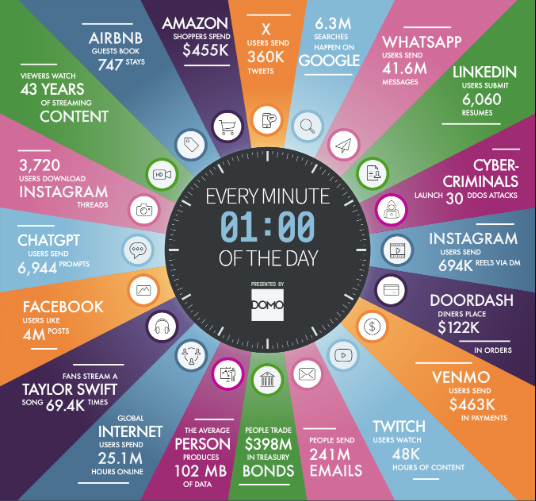 EVERY MINUTE
01:00
OF THE DAY
PRESENTED BY
DOMO
X
USERS SEND
360K
TWEETS
6.3M
SEARCHES
HAPPEN ON
GOOGLE
WHATSAPP
USERS SEND
41.6M
MESSAGES
LINKEDIN
USERS SUBMIT
6,060
RESUMES
CYBER-
CRIMINALS
LAUNCH 30 DDOS ATTACKS
INSTAGRAM
USERS SEND
694K REELS VIA DM
DOORDASH
DINERS PLACE
$122K
IN ORDERS
VENMO
USERS SEND
$463K
IN PAYMENTS
TWITCH
USERS WATCH
48K
HOURS OF CONTENT
PEOPLE SEND
241M
EMAILS
PEOPLE TRADE
$398M
IN TREASURY
BONDS
THE AVERAGE
PERSON
PRODUCES
102 MB
OF DATA
GLOBAL
INTERNET
USERS SPEND
25.1M
HOURS ONLINE
FANS STREAM A
TAYLOR SWIFT
SONG 69.4K TIMES
FACEBOOK
USERS LIKE
4M POSTS
CHATGPT
USERS SEND
6,944 PROMPTS
3,720
USERS DOWNLOAD
INSTAGRAM
THREADS
VIEWERS WATCH
43 YEARS
OF STREAMING
CONTENT
HD
AIRBNB
GUESTS BOOK
747 STAYS
AMAZON
SHOPPERS SPEND
$455K